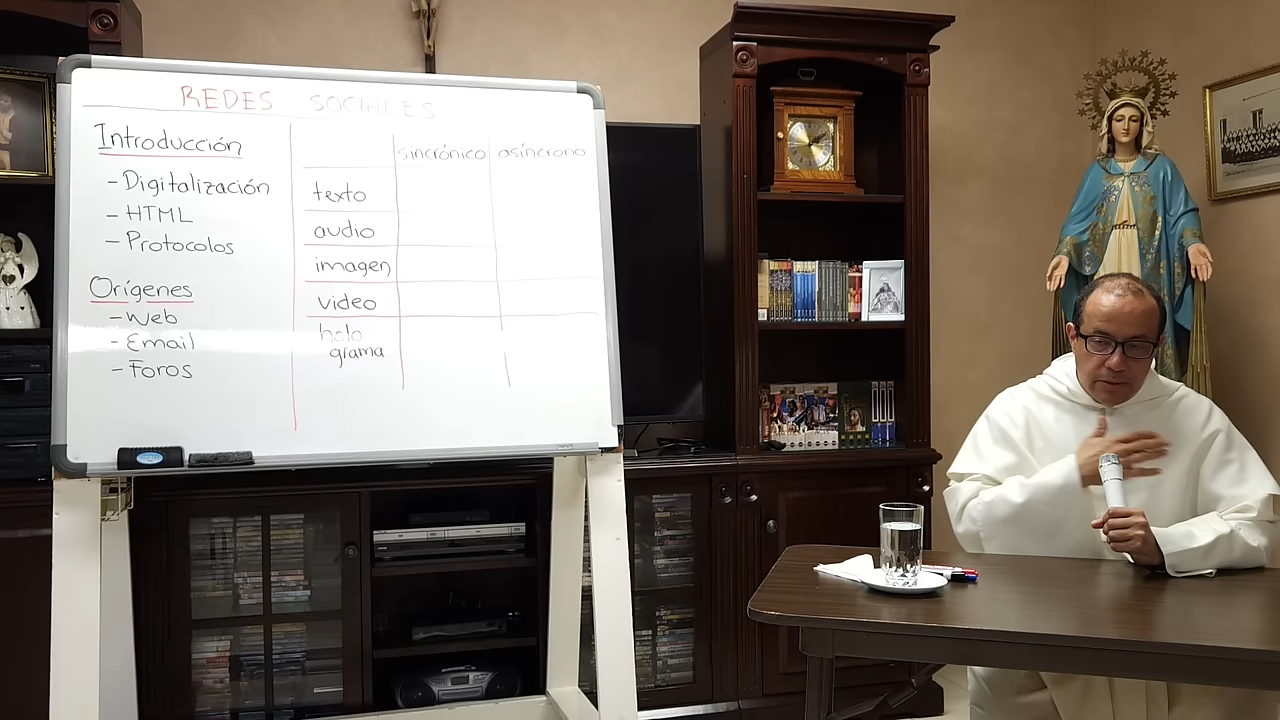 REDES SOCIALES
Introducción
- Digitalización
- HTML
- Protocolos
Orígenes
- Web
- Email
- Foros
sincrónico asíncrono
texto
audio
imagen
video
holo
grama